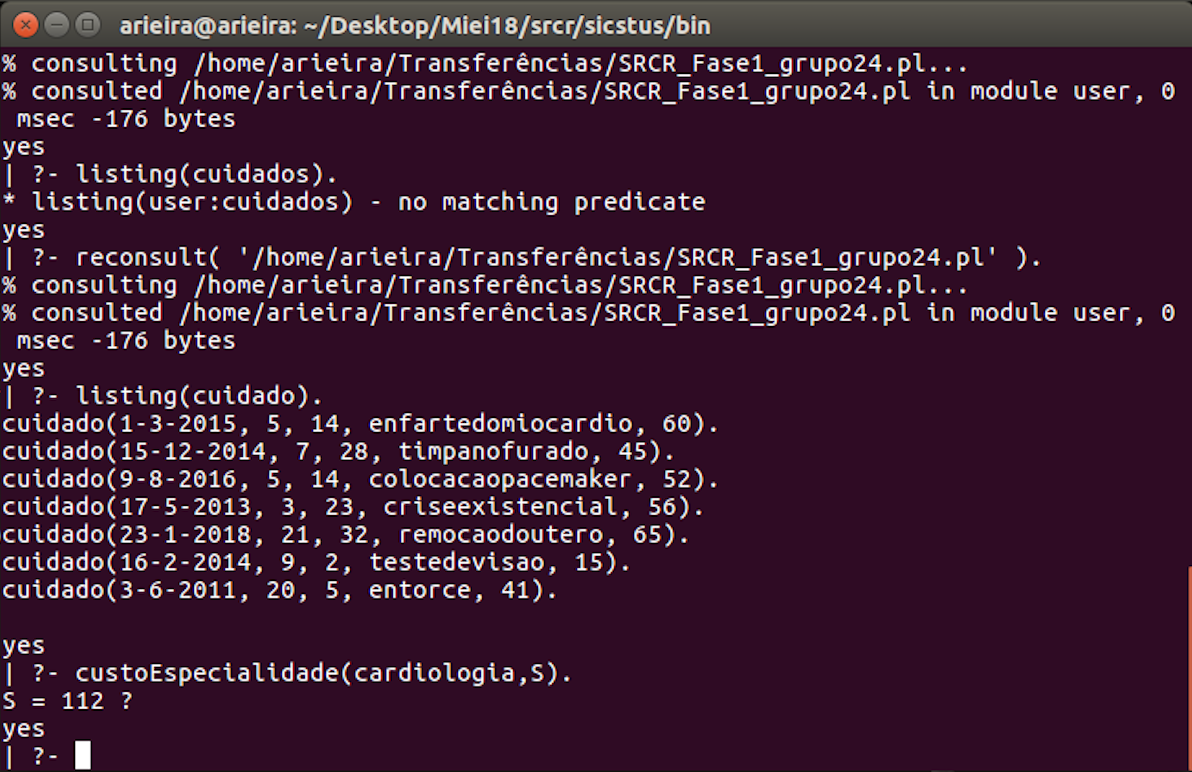 arieira@arieira: ~/Desktop/Miei18/srcr/sicstus/bin
% consulting /home/arieira/Transferências/SRCR_Fase1_grupo24.pl...
% consulted /home/arieira/Transferências/SRCR_Fase1_grupo24.pl in module user, 0
 msec -176 bytes
yes
| ?- listing(cuidados).
* listing(user:cuidados) - no matching predicate
yes
| ?- reconsult( '/home/arieira/Transferências/SRCR_Fase1_grupo24.pl' ).
% consulting /home/arieira/Transferências/SRCR_Fase1_grupo24.pl...
% consulted /home/arieira/Transferências/SRCR_Fase1_grupo24.pl in module user, 0
 msec -176 bytes
yes
| ?- listing(cuidado).
cuidado(1-3-2015, 5, 14, enfartedomiocardio, 60).
cuidado(15-12-2014, 7, 28, timpanofurado, 45).
cuidado(9-8-2016, 5, 14, colocacaopacemaker, 52).
cuidado(17-5-2013, 3, 23, criseexistencial, 56).
cuidado(23-1-2018, 21, 32, remocaodoutero, 65).
cuidado(16-2-2014, 9, 2, testedevisao, 15).
cuidado(3-6-2011, 20, 5, entorce, 41).
yes
| ?- custoEspecialidade(cardiologia,S).
S = 112 ?
yes
| ?-